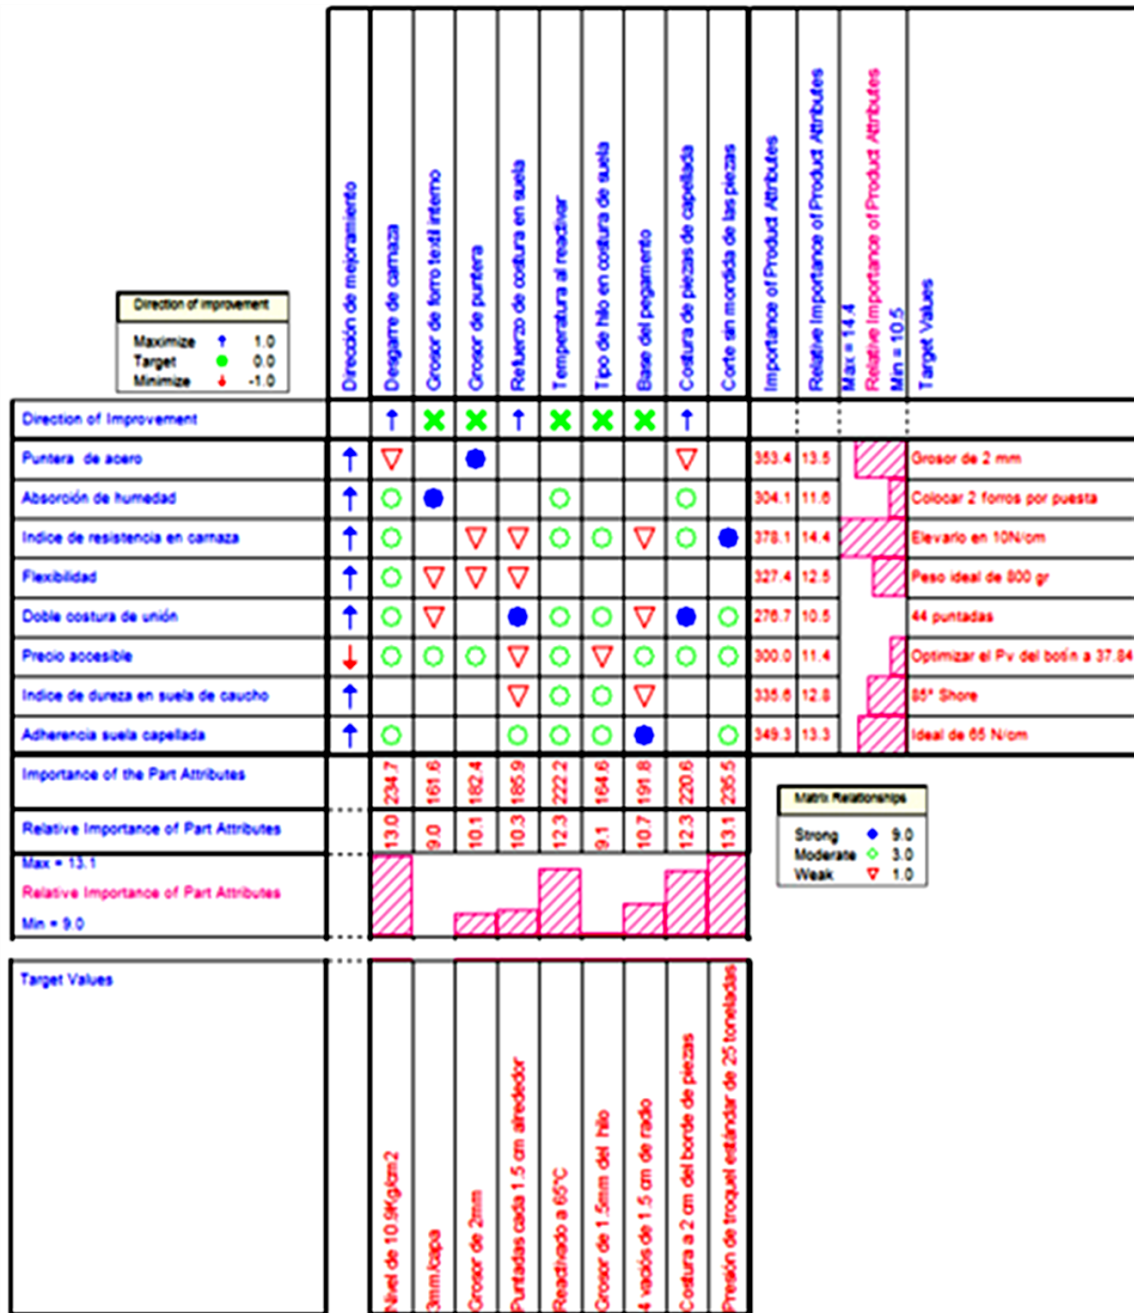 Dirección de mejoramiento
Desgarre de carnaza
Grosor de forro textil interno
Grosor de puntera
Refuerzo de costura en suela
Temperatura al reactivar
Tipo de hilo en costura de suela
Base del pegamento
Costura de piezas de capellada
Corte sin mordida de las piezas
Importance of Product Attributes
Relative Importance of Product Attributes
Max = 14.4
Relative Importance of Product Attributes
Min = 10.5
Target Values
Direction of improvement
Maximize 1.0
Target 0.0
Minimize -1.0
Direction of Improvement
Puntera de acero 353.4 13.5 Grosor de 2 mm
Absorción de humedad 304.1 11.6 Colocar 2 forros por puesta
Indice de resistencia en carnaza 378.1 14.4 Elevarlo en 10N/cm
Flexibilidad 327.4 12.5 Peso ideal de 800 gr
Doble costura de unión 276.7 10.5 44 puntadas
Precio accesible 300.0 11.4 Optimizar el Pv del botín a 37.84
Indice de dureza en suela de caucho 335.6 12.8 85° Shore
Adherencia suela capellada 349.3 13.3 Ideal de 65 N/cm
Importance of the Part Attributes 234.7 161.6 182.4 185.9 222.2 164.6 191.8 220.6 235.5
Relative Importance of Part Attributes 13.0 9.0 10.1 10.3 12.3 9.1 10.7 12.3 13.1
Max = 13.1
Relative Importance of Part Attributes
Min = 9.0
Matrix Relationships
Strong 9.0
Moderate 3.0
Weak 1.0
Target Values
Nivel de 10.9Kg/cm2
3mm/capa
Grosor de 2mm
Puntadas cada 1.5 cm alrededor
Reactivado a 65°C
Grosor de 1.5mm del hilo
4 vaciós de 1.5 cm de radio
Costura a 2 cm del borde de piezas
Presión de troquel estándar de 25 toneladas